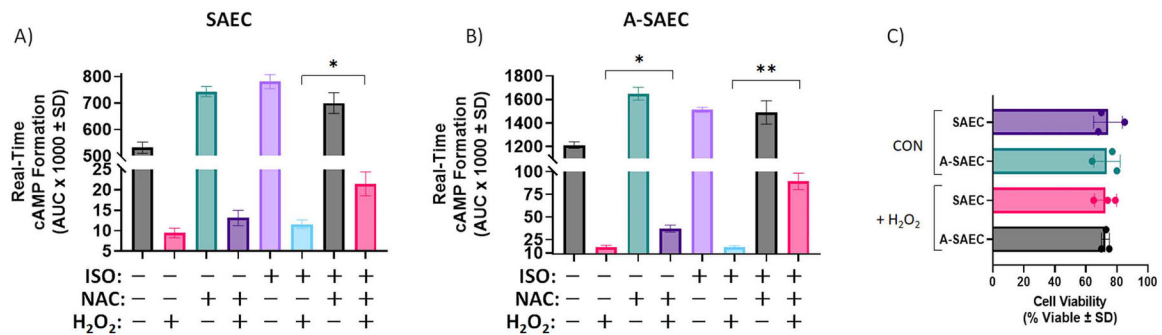 SAEC
A)
Real-Time
cAMP Formation
(AUC x 1000 ± SD)
800
700
600
500
25
20
15
10
5
*
ISO: − − − − + + + +
NAC: − − + + − − + +
H₂O₂: − + − + − + − +
A-SAEC
B)
Real-Time
cAMP Formation
(AUC x 1000 ± SD)
1800
1600
1400
1200
1000
100
75
50
25
10
*
**
ISO: − − − − + + + +
NAC: − − + + − − + +
H₂O₂: − + − + − + − +
C)
CON
SAEC
A-SAEC
+ H₂O₂
SAEC
A-SAEC
0 20 40 60 80 100
Cell Viability
(% Viable ± SD)